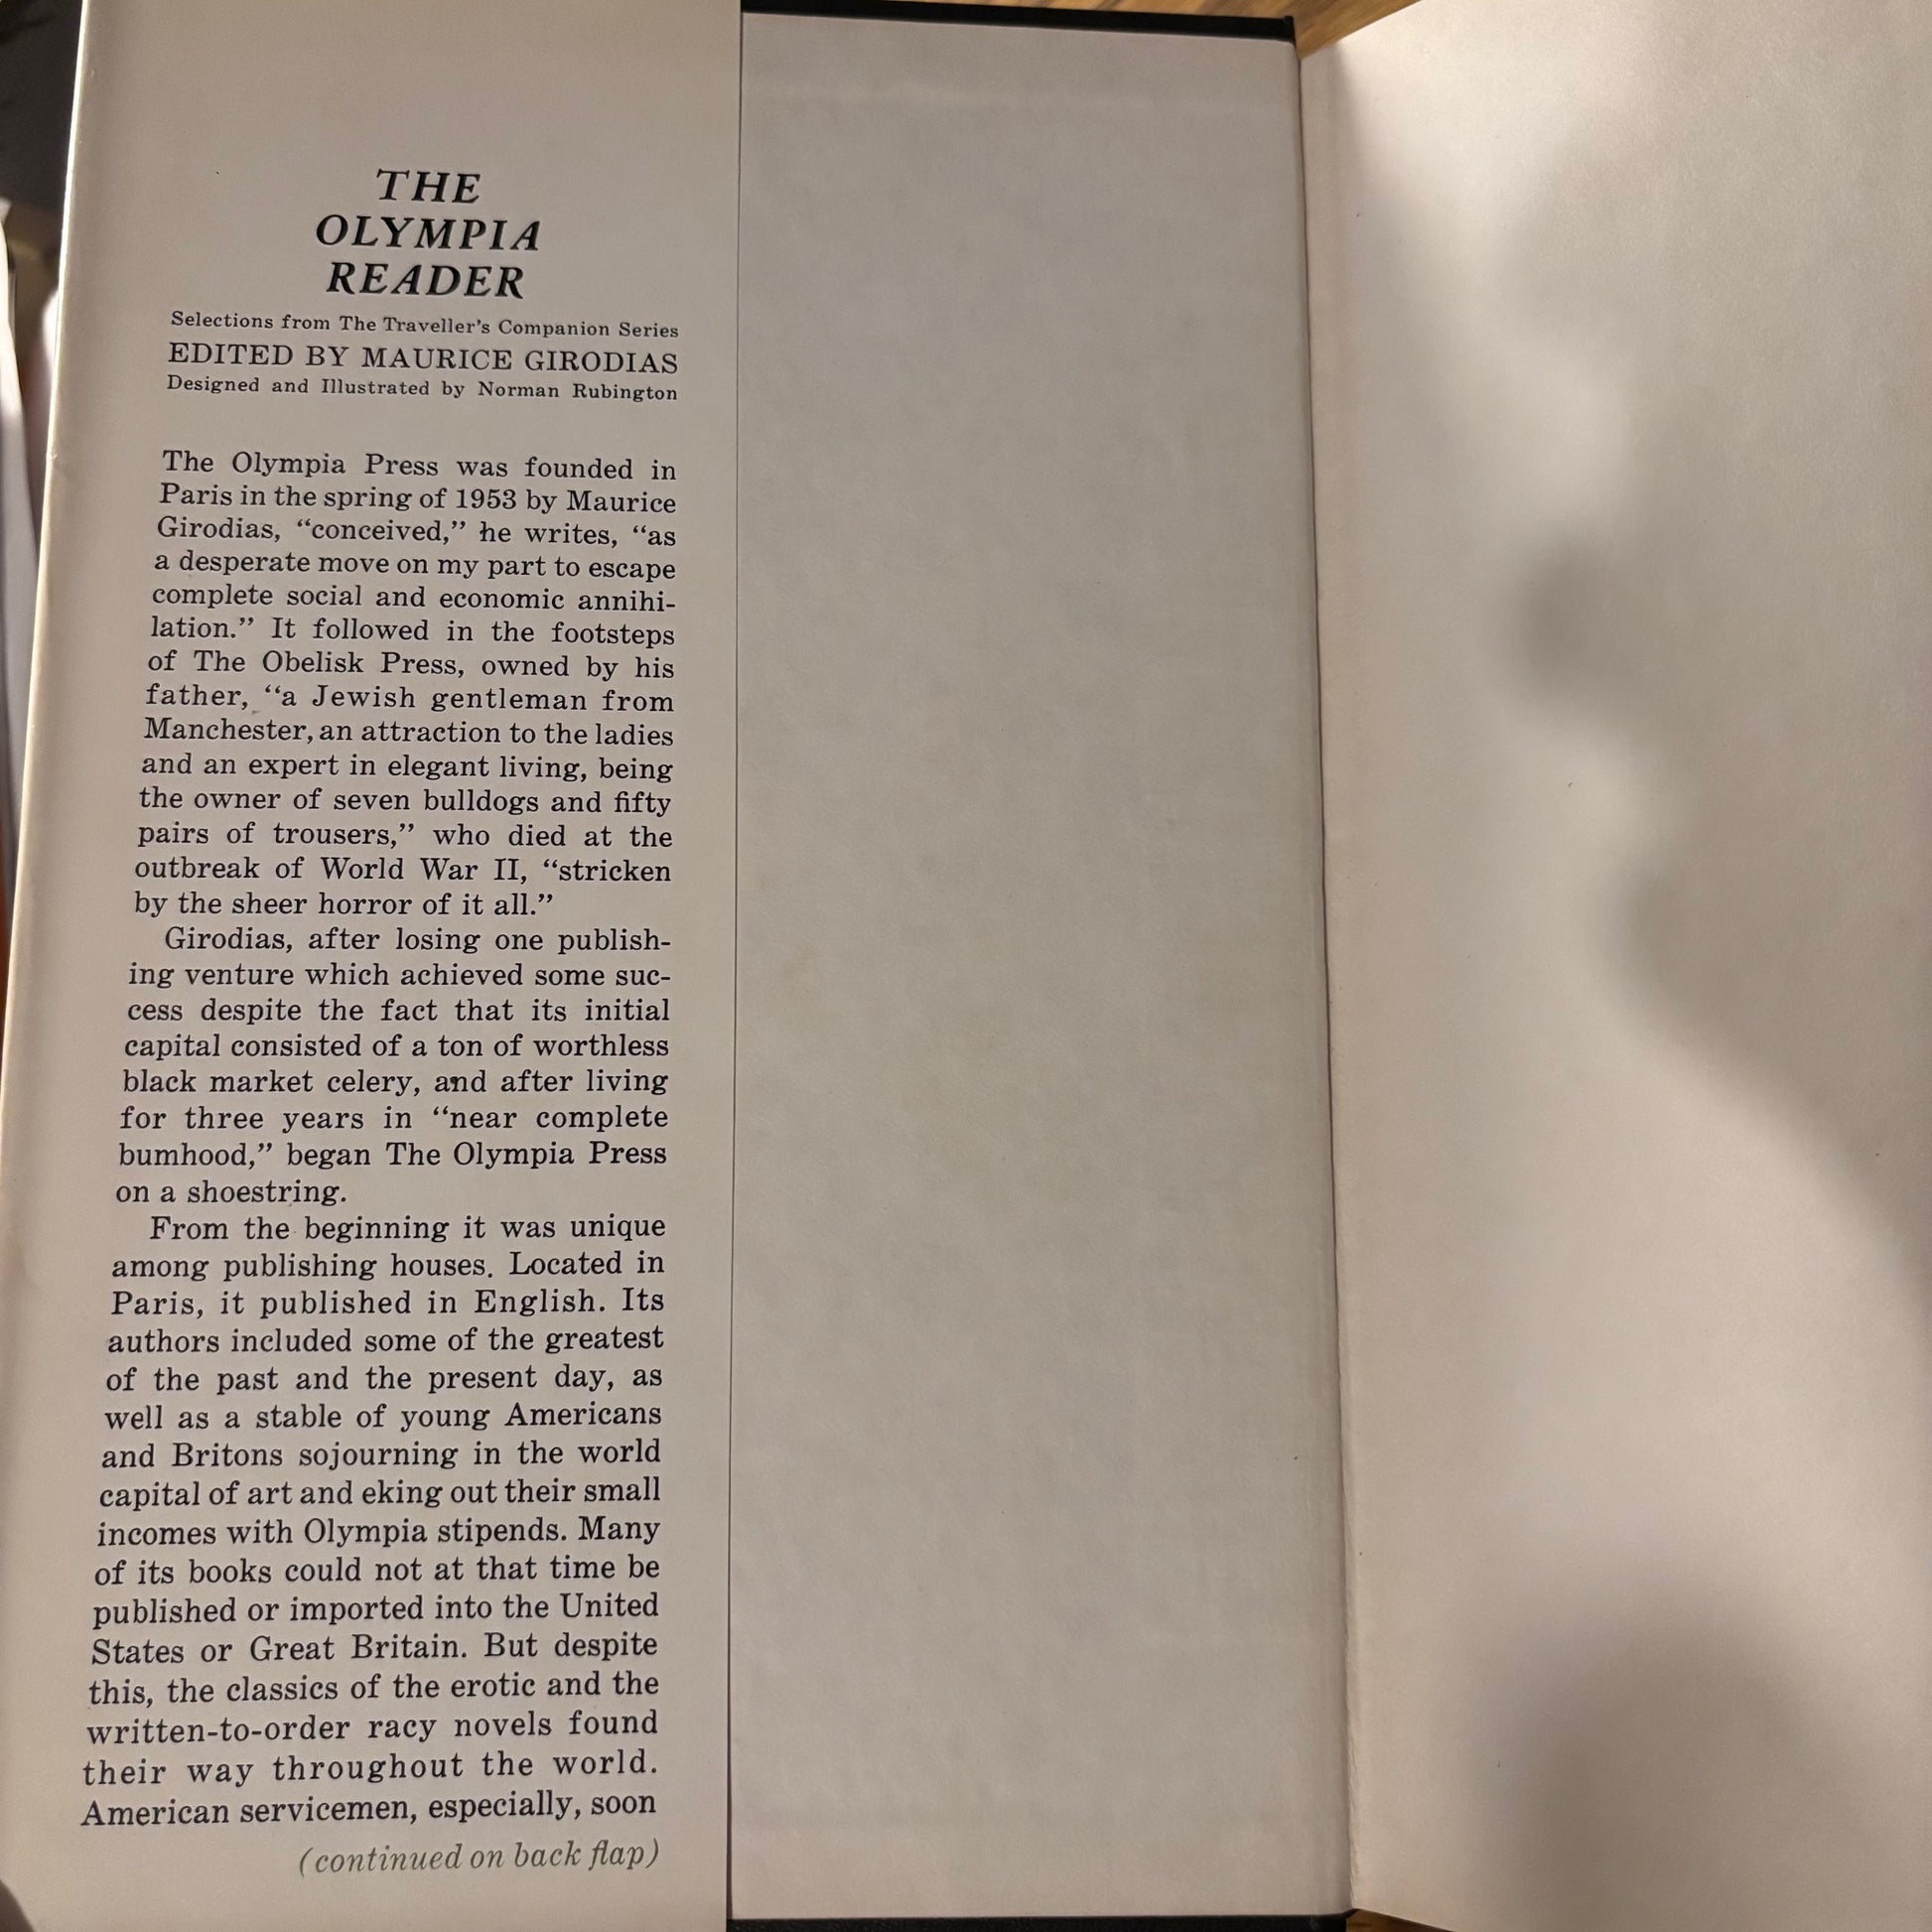 THE
OLYMPIA
READER
Selections from The Traveller's Companion Series
EDITED BY MAURICE GIRODIAS
Designed and Illustrated by Norman Rubington
The Olympia Press was founded in
Paris in the spring of 1953 by Maurice
Girodias, “conceived,” he writes, “as
a desperate move on my part to escape
complete social and economic annihi-
lation.” It followed in the footsteps
of The Obelisk Press, owned by his
father, “a Jewish gentleman from
Manchester, an attraction to the ladies
and an expert in elegant living, being
the owner of seven bulldogs and fifty
pairs of trousers,” who died at the
outbreak of World War II, “stricken
by the sheer horror of it all.”
Girodias, after losing one publish-
ing venture which achieved some suc-
cess despite the fact that its initial
capital consisted of a ton of worthless
black market celery, and after living
for three years in “near complete
bumhood,” began The Olympia Press
on a shoestring.
From the beginning it was unique
among publishing houses. Located in
Paris, it published in English. Its
authors included some of the greatest
of the past and the present day, as
well as a stable of young Americans
and Britons sojourning in the world
capital of art and eking out their small
incomes with Olympia stipends. Many
of its books could not at that time be
published or imported into the United
States or Great Britain. But despite
this, the classics of the erotic and the
written-to-order racy novels found
their way throughout the world.
American servicemen, especially, soon
(continued on back flap)